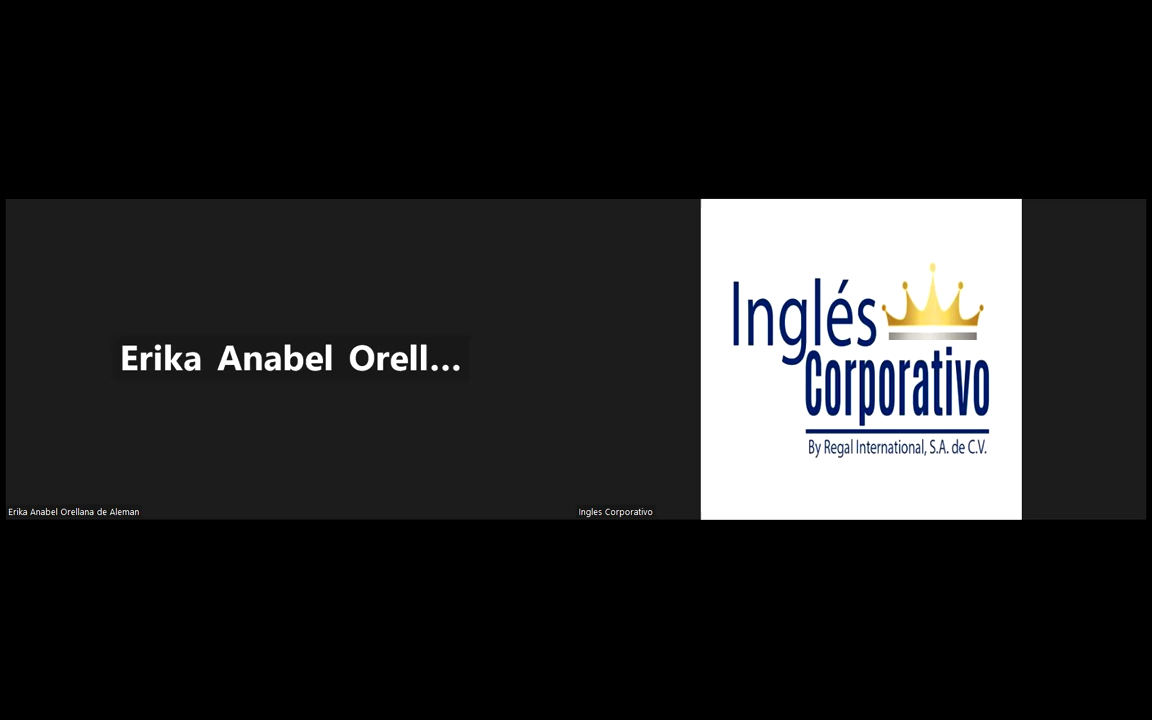 Erika Anabel Orell...
Erika Anabel Orellana de Aleman
Inglés
Corporativo
By Regal International, S.A. de C.V.
Ingles Corporativo